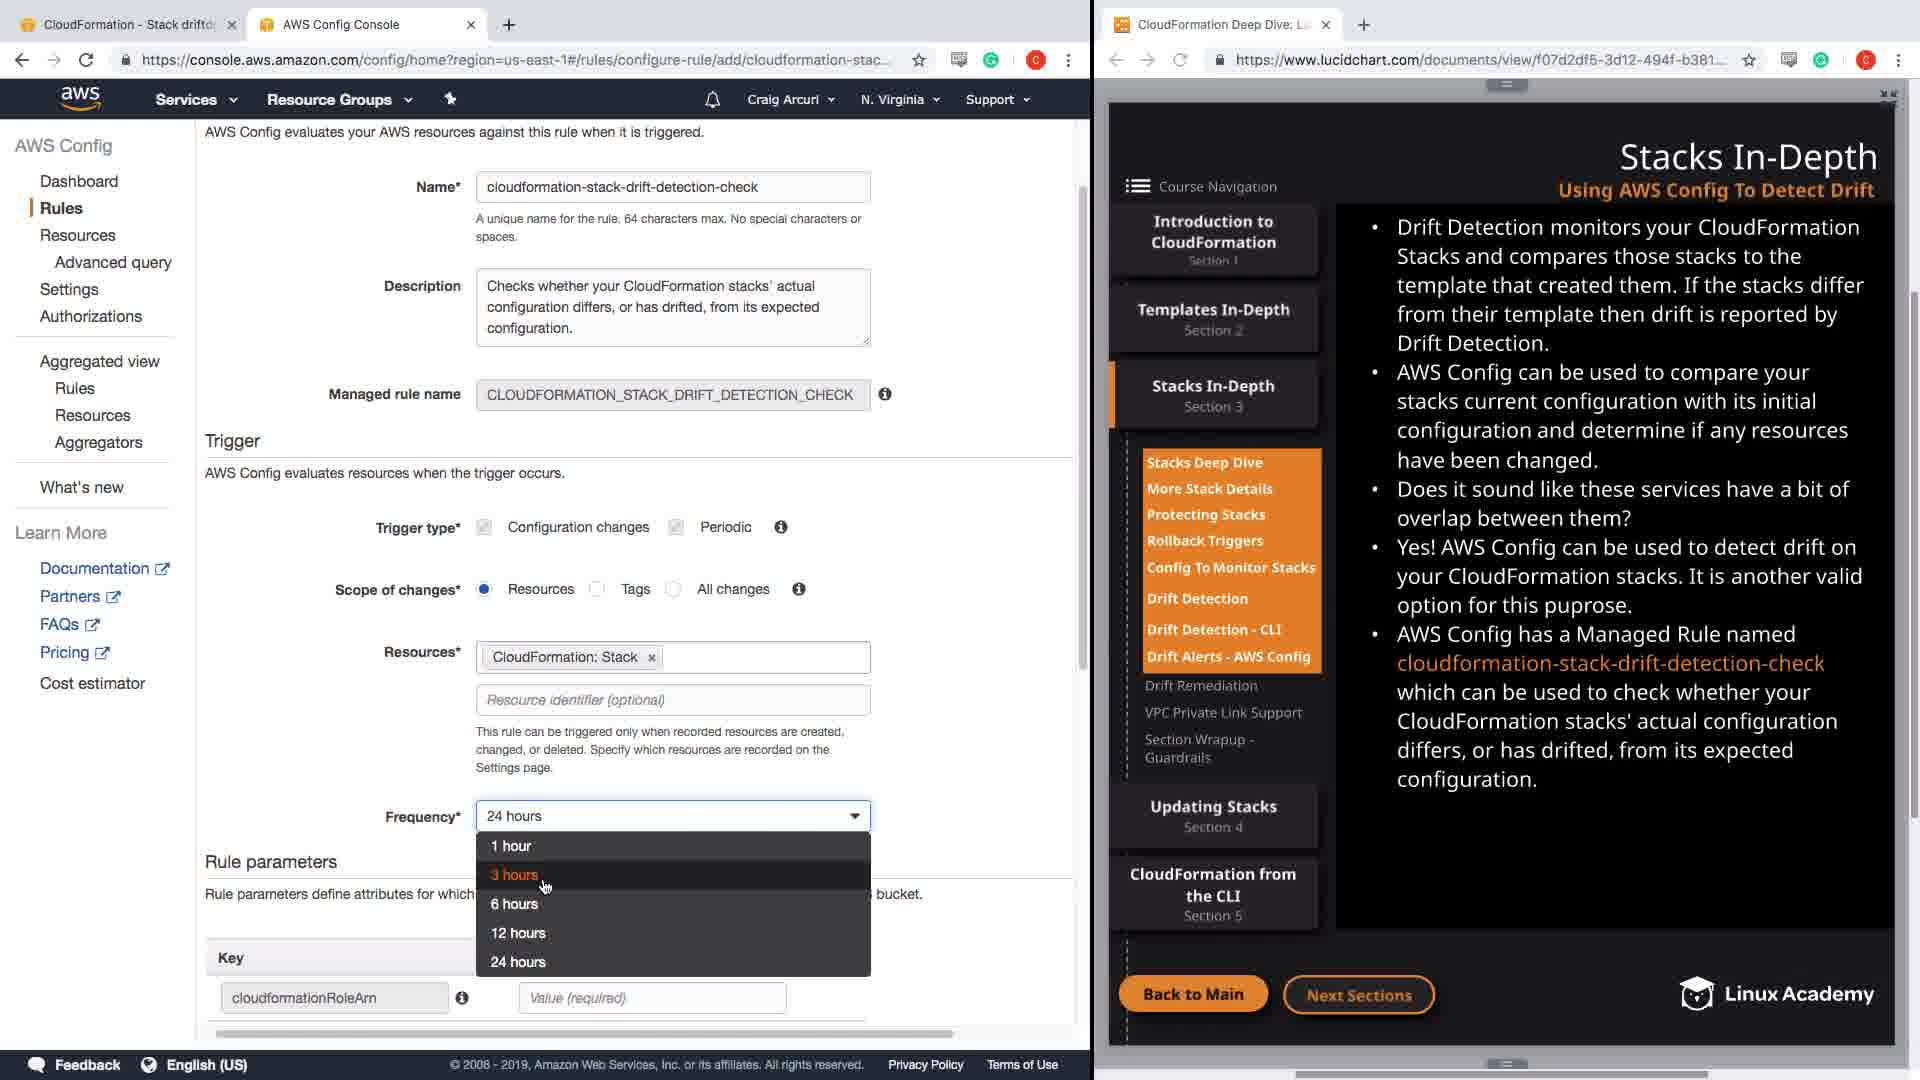 CloudFormation - Stack driftd
AWS Config Console
CloudFormation Deep Dive: Lu
https://console.aws.amazon.com/config/home?region=us-east-1#/rules/configure-rule/add/cloudformation-stac...
https://www.lucidchart.com/documents/view/f07d2df5-3d12-494f-b381...
aws
Services
Resource Groups
Craig Arcuri
N. Virginia
Support
AWS Config
Dashboard
Rules
Resources
Advanced query
Settings
Authorizations
Aggregated view
Rules
Resources
Aggregators
What's new
Learn More
Documentation
Partners
FAQs
Pricing
Cost estimator
AWS Config evaluates your AWS resources against this rule when it is triggered.
Name*
cloudformation-stack-drift-detection-check
A unique name for the rule. 64 characters max. No special characters or
spaces.
Description
Checks whether your CloudFormation stacks' actual
configuration differs, or has drifted, from its expected
configuration.
Managed rule name
CLOUDFORMATION_STACK_DRIFT_DETECTION_CHECK
Trigger
AWS Config evaluates resources when the trigger occurs.
Trigger type*
Configuration changes
Periodic
Scope of changes*
Resources
Tags
All changes
Resources*
CloudFormation: Stack ×
Resource identifier (optional)
This rule can be triggered only when recorded resources are created,
changed, or deleted. Specify which resources are recorded on the
Settings page.
Frequency*
24 hours
1 hour
3 hours
6 hours
12 hours
24 hours
Rule parameters
Rule parameters define attributes for which
bucket.
Key
cloudformationRoleArn
Value (required)
Feedback
English (US)
© 2008 - 2019, Amazon Web Services, Inc. or its affiliates. All rights reserved.
Privacy Policy
Terms of Use
Stacks In-Depth
Using AWS Config To Detect Drift
Course Navigation
Introduction to
CloudFormation
Section 1
Templates In-Depth
Section 2
Stacks In-Depth
Section 3
Stacks Deep Dive
More Stack Details
Protecting Stacks
Rollback Triggers
Config To Monitor Stacks
Drift Detection
Drift Detection - CLI
Drift Alerts - AWS Config
Drift Remediation
VPC Private Link Support
Section Wrapup -
Guardrails
Updating Stacks
Section 4
CloudFormation from
the CLI
Section 5
• Drift Detection monitors your CloudFormation
Stacks and compares those stacks to the
template that created them. If the stacks differ
from their template then drift is reported by
Drift Detection.
• AWS Config can be used to compare your
stacks current configuration with its initial
configuration and determine if any resources
have been changed.
• Does it sound like these services have a bit of
overlap between them?
• Yes! AWS Config can be used to detect drift on
your CloudFormation stacks. It is another valid
option for this puprose.
• AWS Config has a Managed Rule named
cloudformation-stack-drift-detection-check
which can be used to check whether your
CloudFormation stacks' actual configuration
differs, or has drifted, from its expected
configuration.
Back to Main
Next Sections
Linux Academy